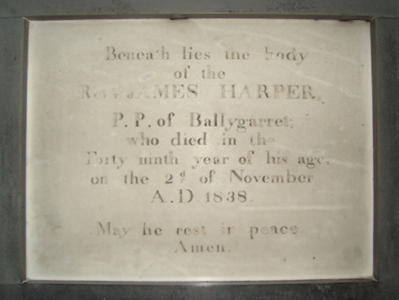 Beneath lies the body
of the
Revd JAMES HARPER,
P.P. of Ballygarret;
who died in the
Forty ninth year of his age,
on the 2d of November
A.D. 1838.
May he rest in peace.
Amen.